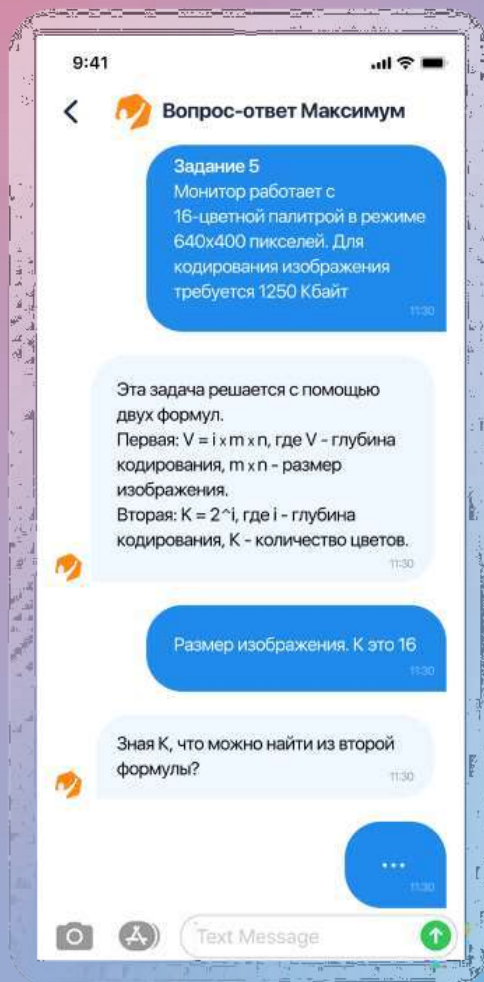 9:41
Вопрос-ответ Максимум
Задание 5
Монитор работает с
16-цветной палитрой в режиме
640x400 пикселей. Для
кодирования изображения
требуется 1250 Кбайт
11:30
Эта задача решается с помощью
двух формул.
Первая: V = i x m x n, где V - глубина
кодирования, m x n - размер
изображения.
Вторая: K = 2^i, где i - глубина
кодирования, K - количество цветов.
11:30
Размер изображения. К это 16
11:30
Зная К, что можно найти из второй
формулы?
11:30
...
11:30
Text Message